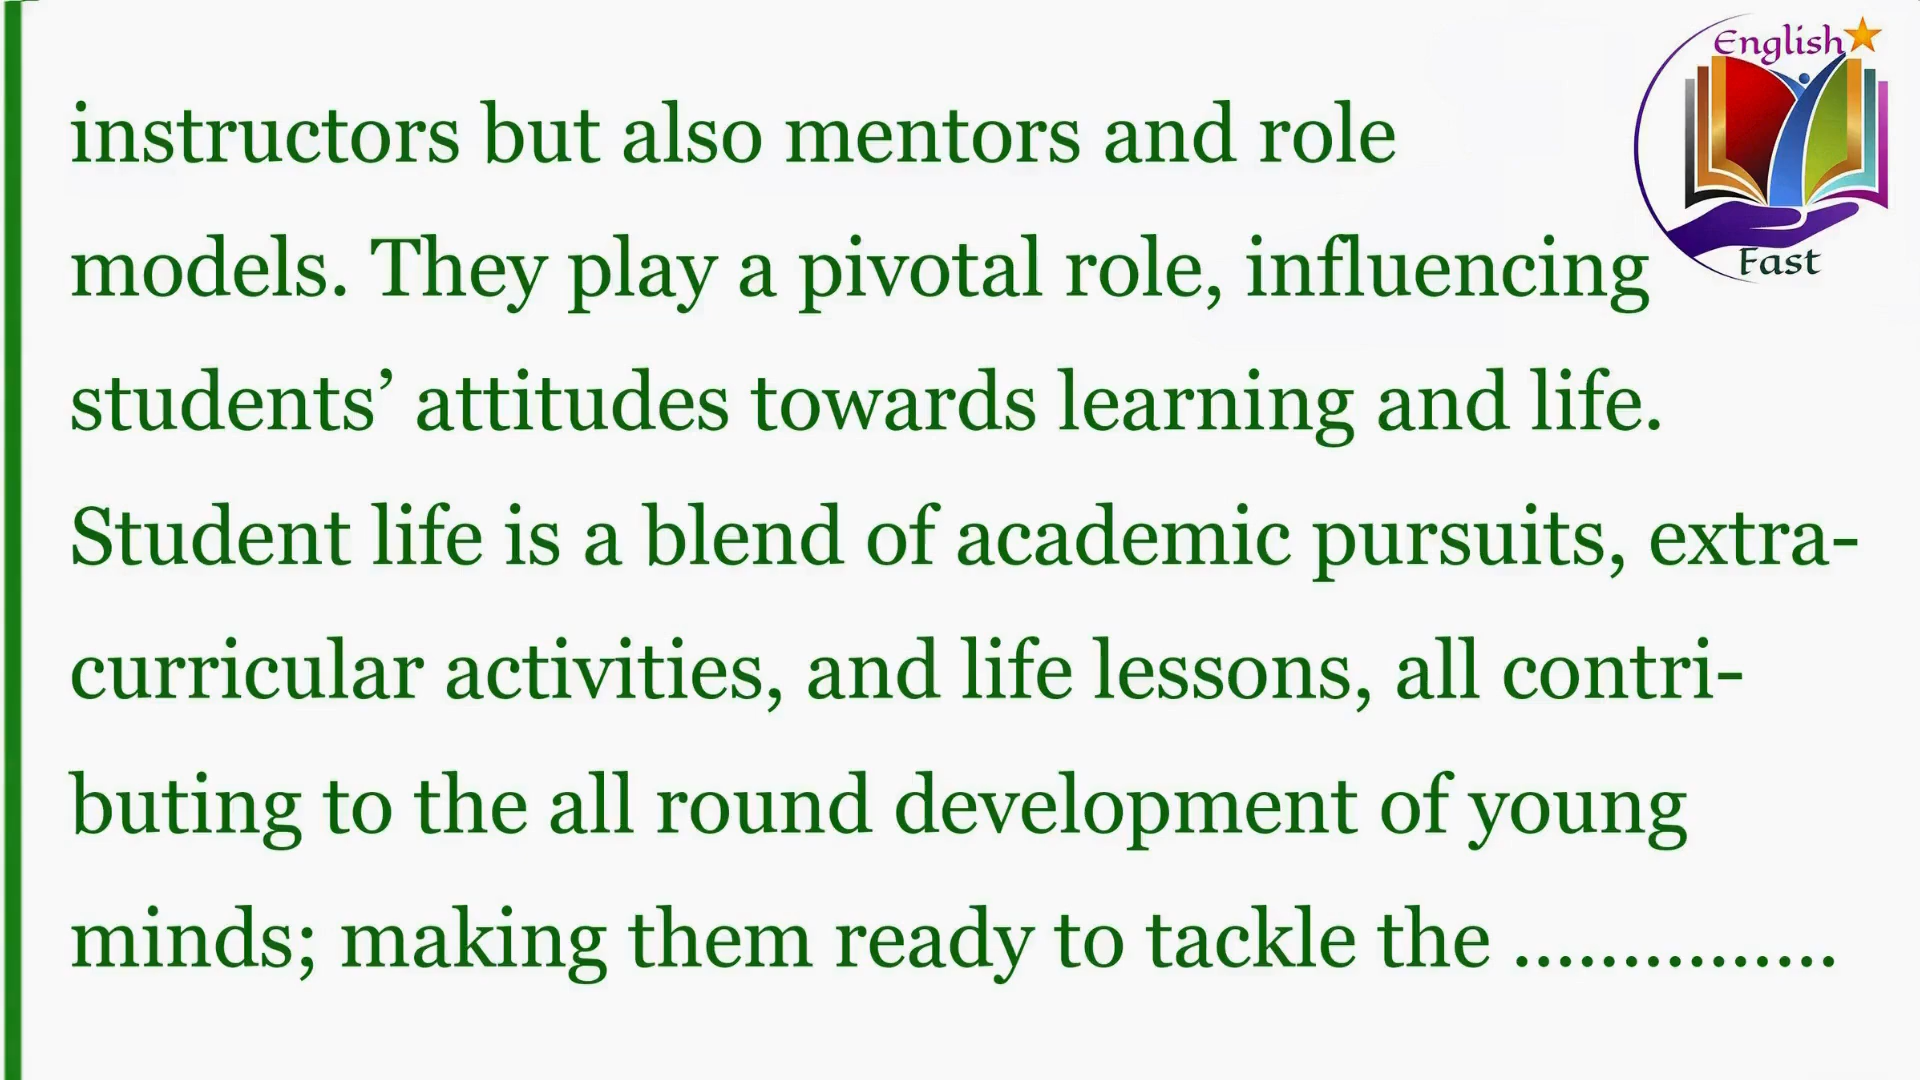 English
Fast
instructors but also mentors and role
models. They play a pivotal role, influencing
students’ attitudes towards learning and life.
Student life is a blend of academic pursuits, extra-
curricular activities, and life lessons, all contri-
buting to the all round development of young
minds; making them ready to tackle the ...............